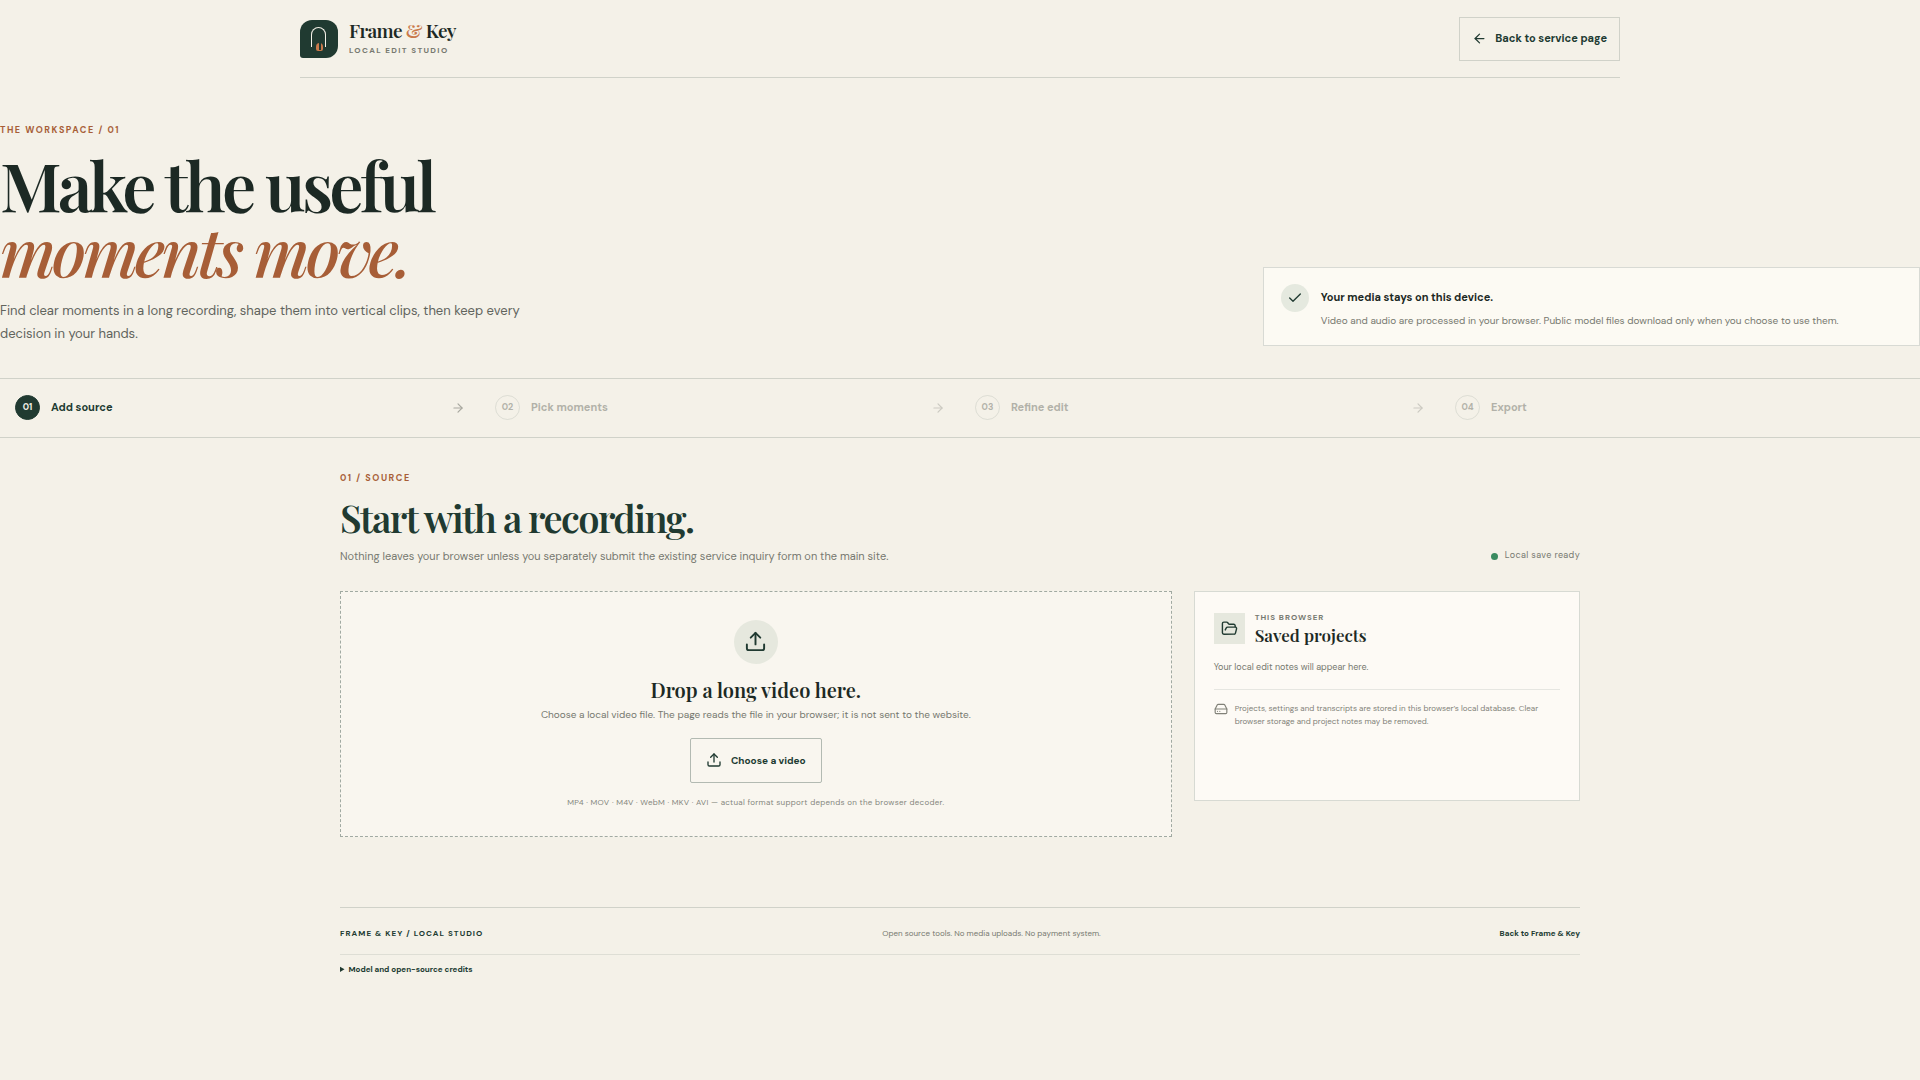 Frame & Key
LOCAL EDIT STUDIO
Back to service page
THE WORKSPACE / 01
Make the useful
moments move.
Find clear moments in a long recording, shape them into vertical clips, then keep every
decision in your hands.
Your media stays on this device.
Video and audio are processed in your browser. Public model files download only when you choose to use them.
01 Add source
02 Pick moments
03 Refine edit
04 Export
01 / SOURCE
Start with a recording.
Nothing leaves your browser unless you separately submit the existing service inquiry form on the main site.
Local save ready
Drop a long video here.
Choose a local video file. The page reads the file in your browser; it is not sent to the website.
Choose a video
MP4 · MOV · M4V · WebM · MKV · AVI — actual format support depends on the browser decoder.
THIS BROWSER
Saved projects
Your local edit notes will appear here.
Projects, settings and transcripts are stored in this browser's local database. Clear
browser storage and project notes may be removed.
FRAME & KEY / LOCAL STUDIO
Open source tools. No media uploads. No payment system.
Back to Frame & Key
Model and open-source credits